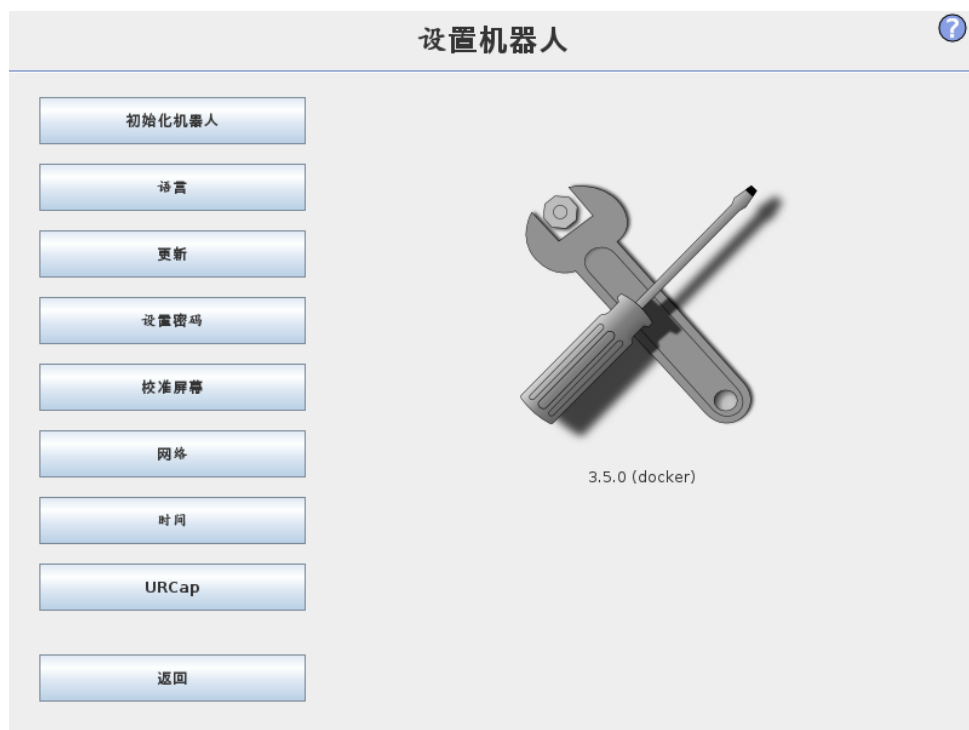 设置机器人
?
初始化机器人
语言
更新
设置密码
校准屏幕
网络
时间
URCap
返回
3.5.0 (docker)